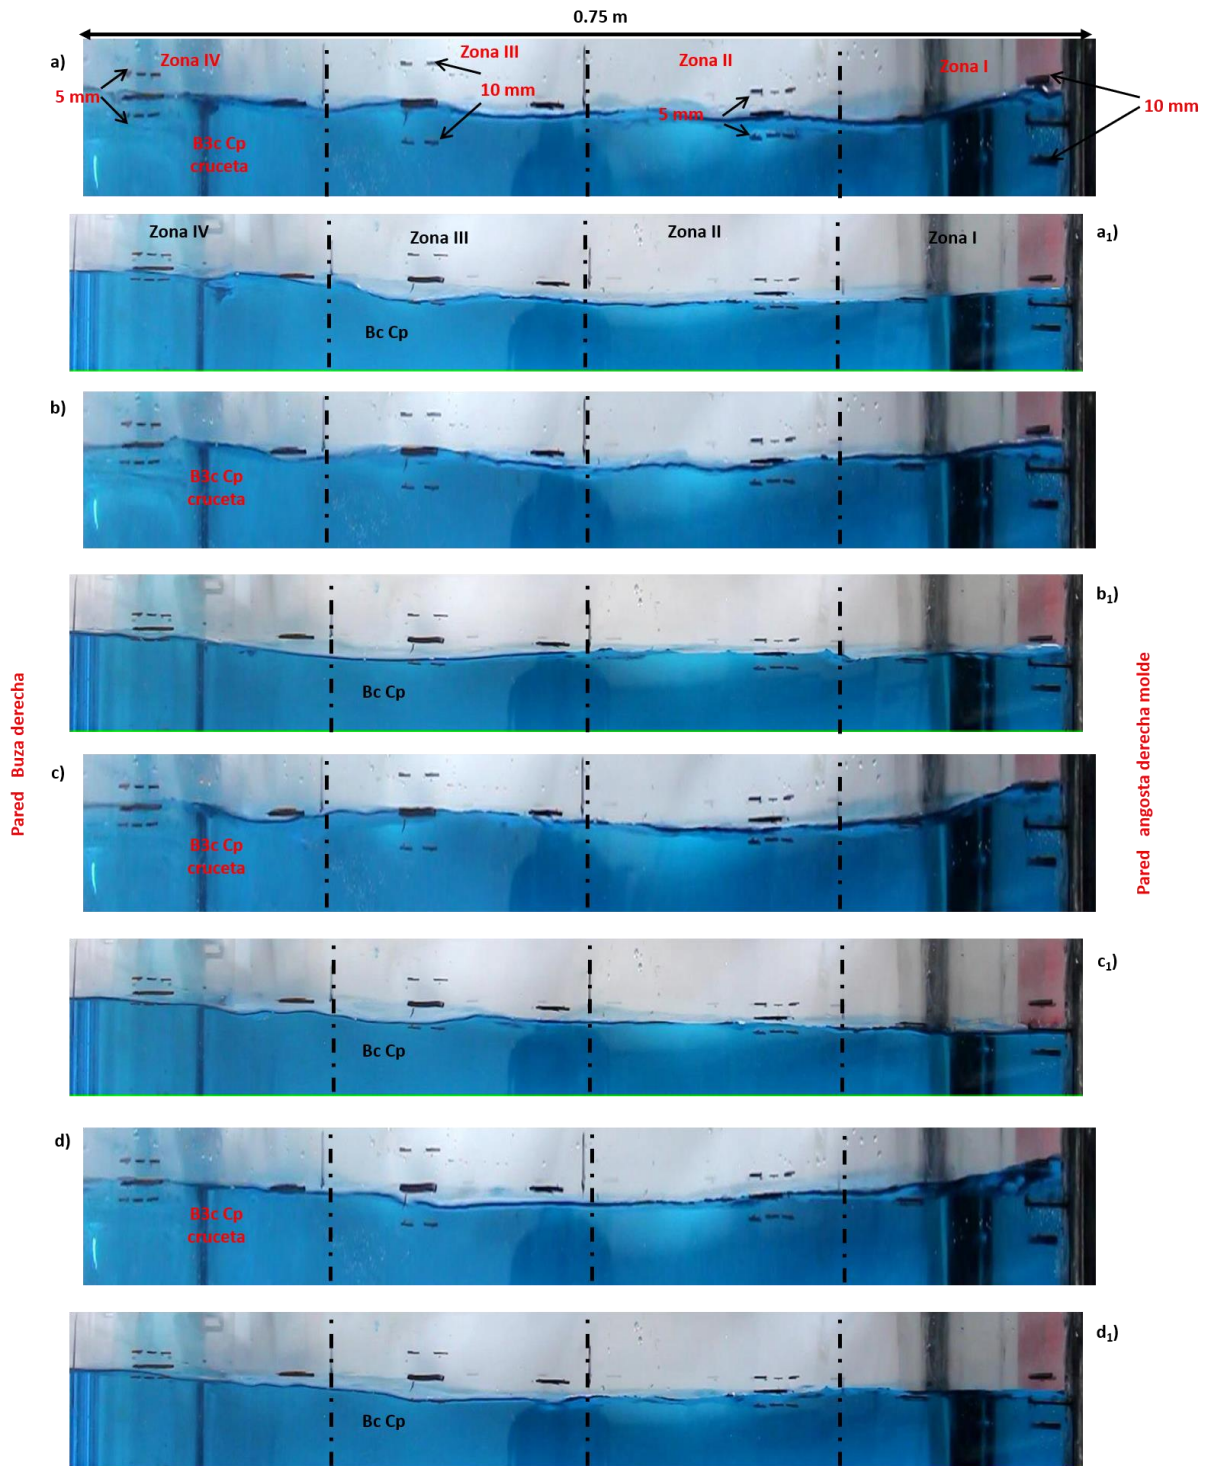 0.75 m
a)
Zona IV
Zona III
Zona II
Zona I
5 mm
10 mm
5 mm
10 mm
B3c Cp
cruceta
Zona IV
Zona III
Zona II
Zona I
a1)
Bc Cp
b)
B3c Cp
cruceta
b1)
Bc Cp
Pared Buza derecha
Pared angosta derecha molde
c)
B3c Cp
cruceta
c1)
Bc Cp
d)
B3c Cp
cruceta
d1)
Bc Cp